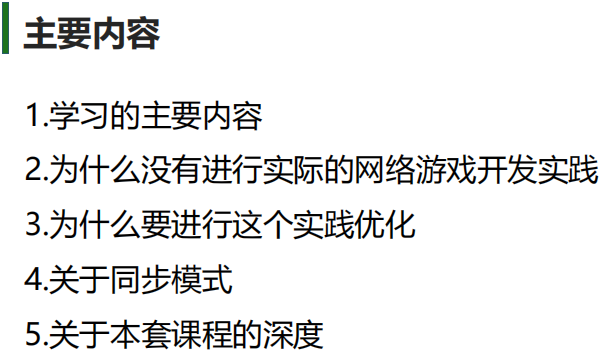 主要内容
1.学习的主要内容
2.为什么没有进行实际的网络游戏开发实践
3.为什么要进行这个实践优化
4.关于同步模式
5.关于本套课程的深度